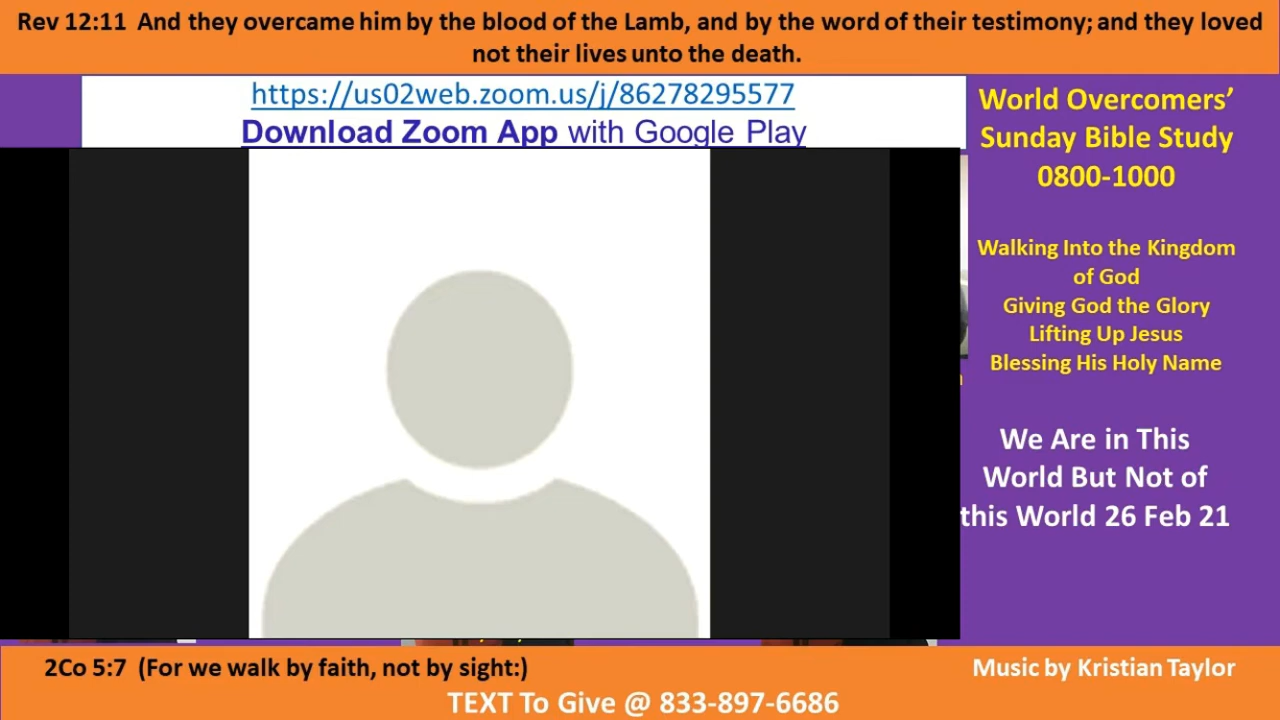 Rev 12:11 And they overcame him by the blood of the Lamb, and by the word of their testimony; and they loved
not their lives unto the death.
https://us02web.zoom.us/j/86278295577
Download Zoom App with Google Play
World Overcomers’
Sunday Bible Study
0800-1000
Walking Into the Kingdom
of God
Giving God the Glory
Lifting Up Jesus
Blessing His Holy Name
We Are in This
World But Not of
this World 26 Feb 21
2Co 5:7 (For we walk by faith, not by sight:)
Music by Kristian Taylor
TEXT To Give @ 833-897-6686